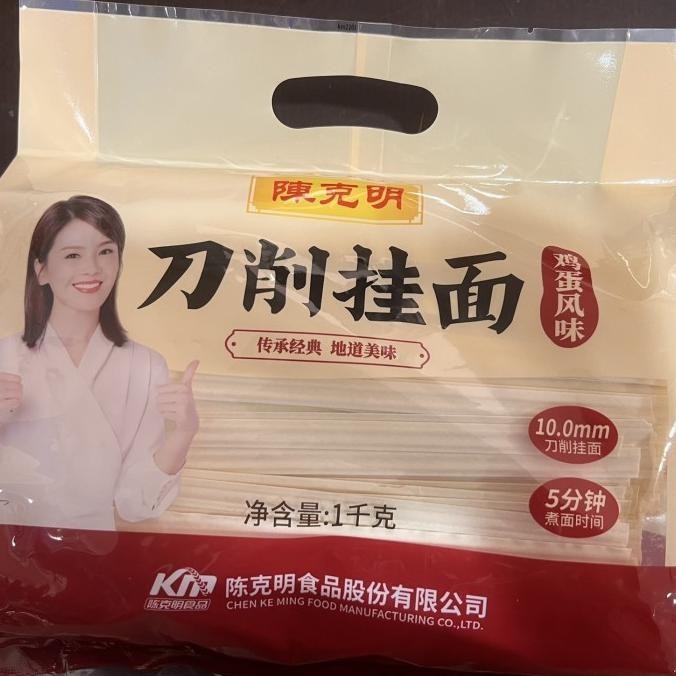 陳克明
刀削挂面
鸡蛋风味
传承经典 地道美味
10.0mm
刀削挂面
5分钟
煮面时间
净含量:1千克
KM
陈克明食品
陈克明食品股份有限公司
CHEN KE MING FOOD MANUFACTURING CO.,LTD.